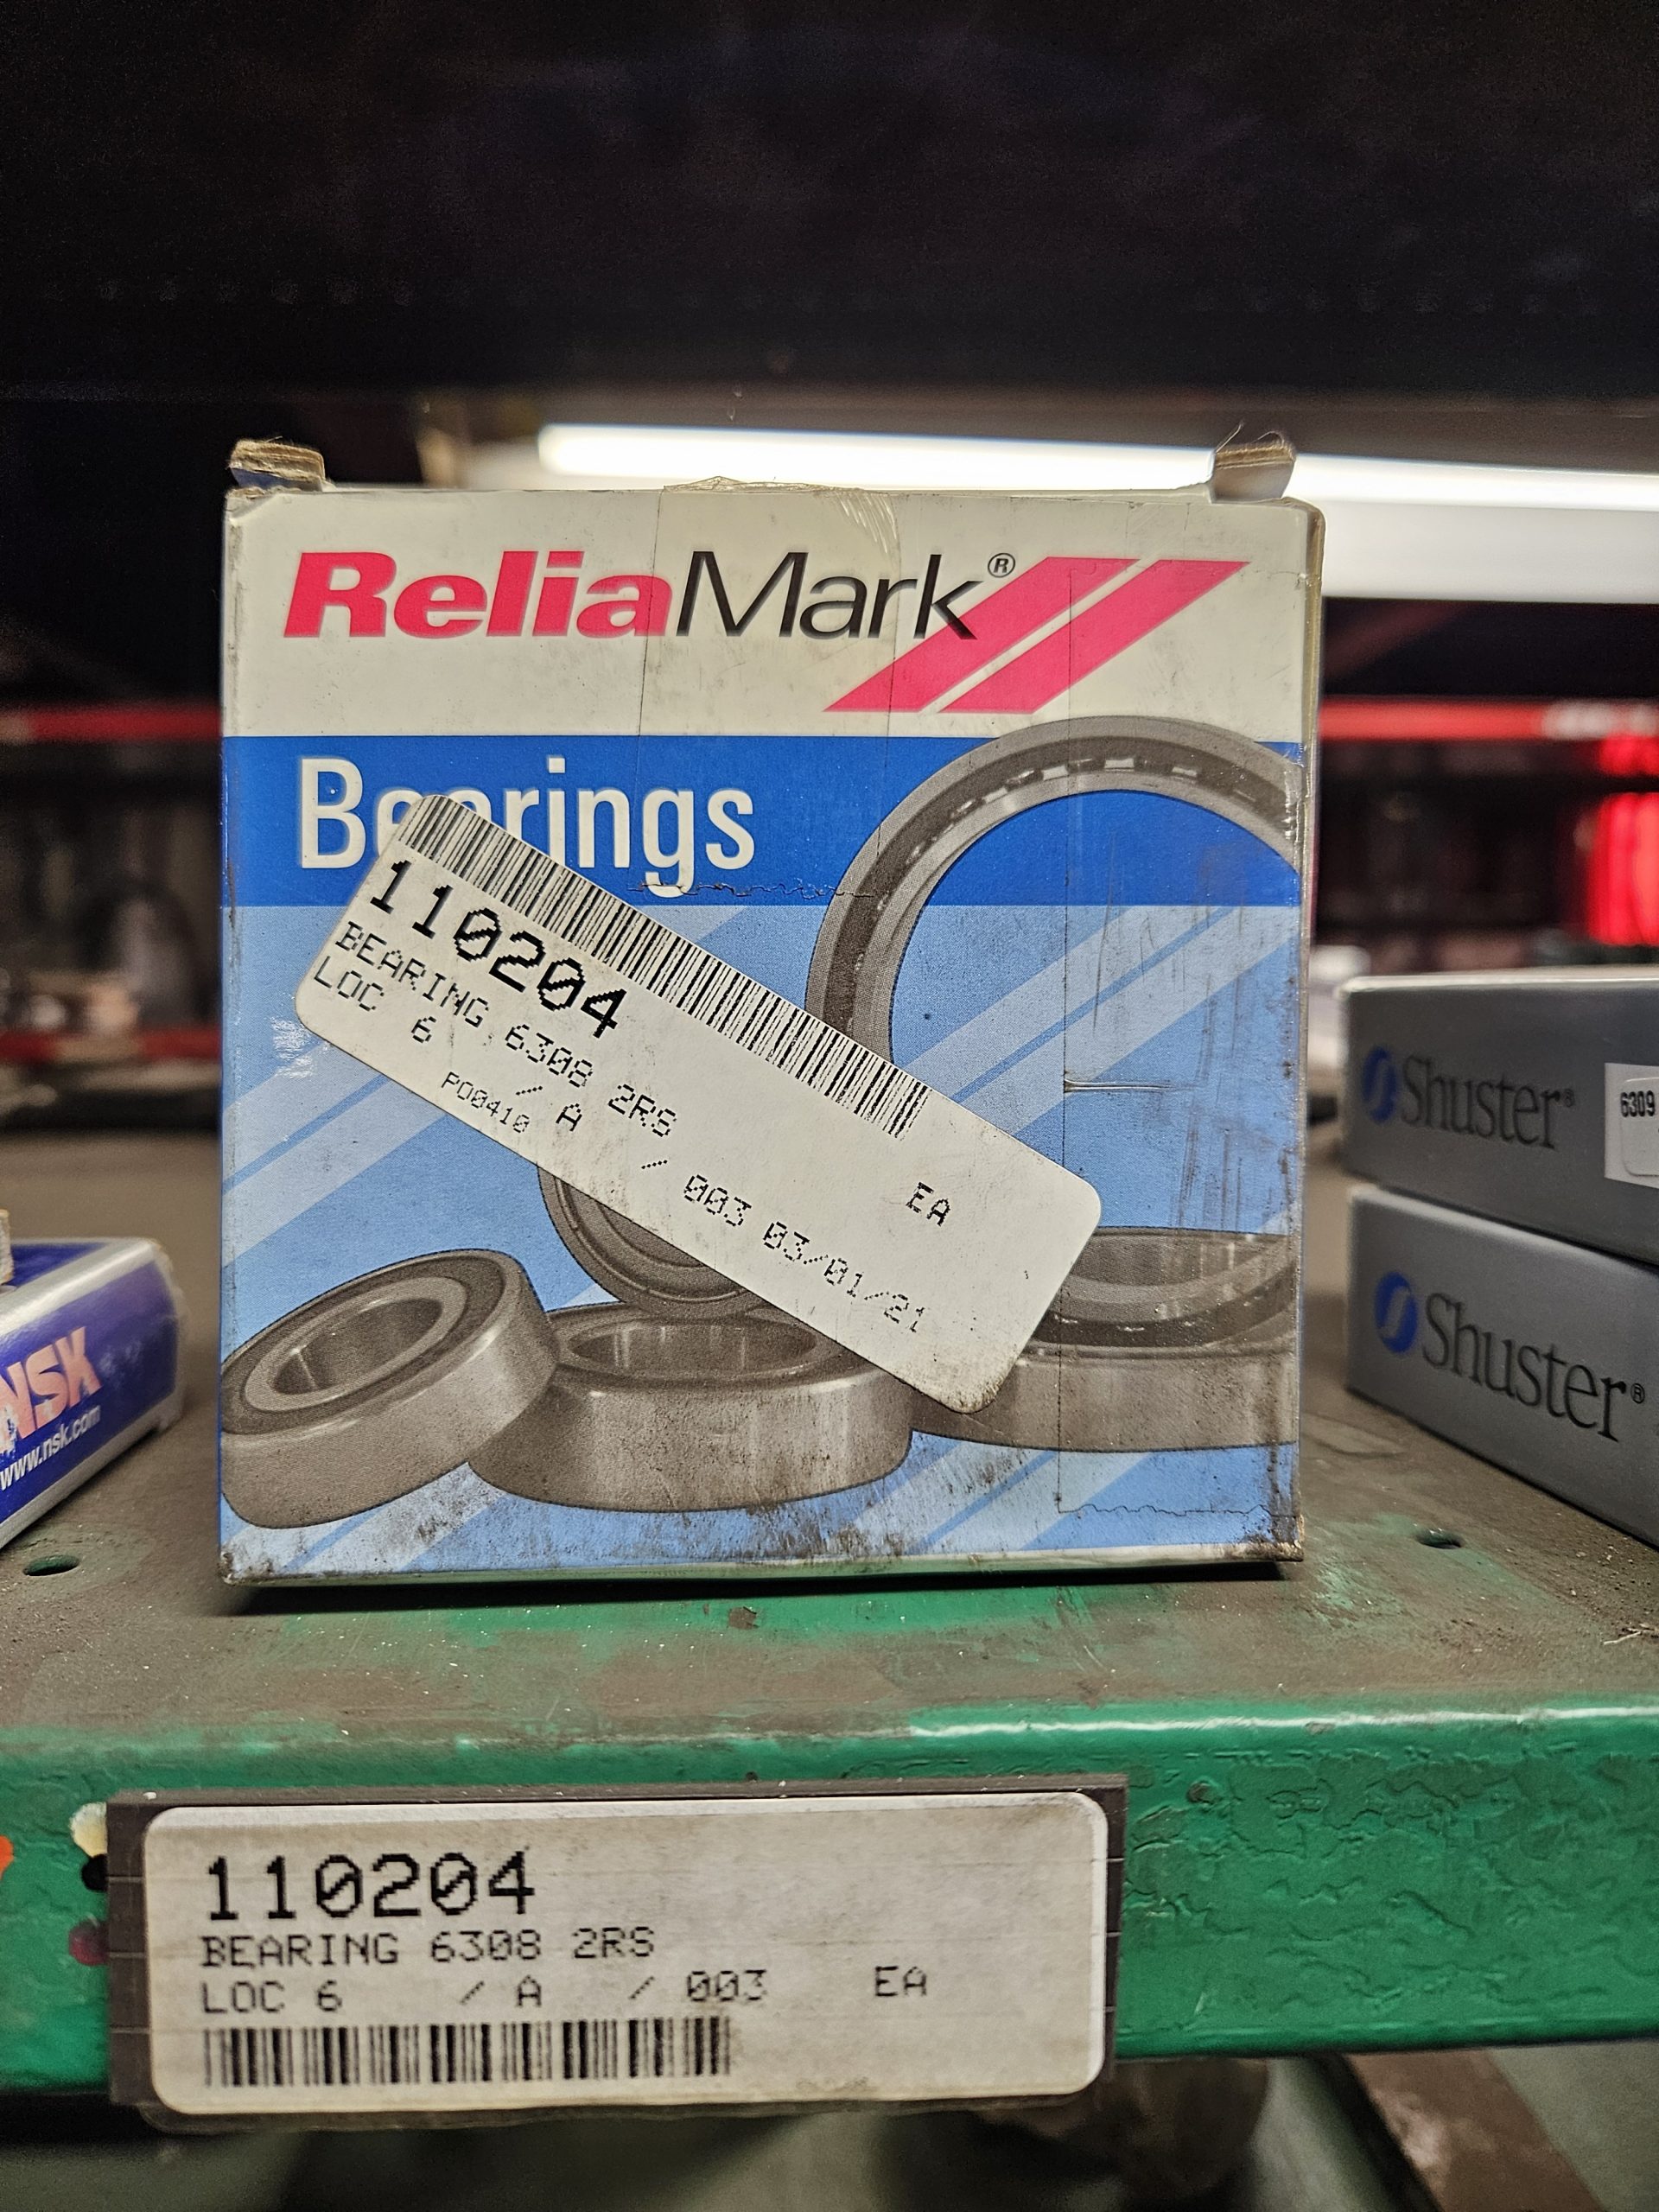 ReliaMark®
Bearings
110204
BEARING 6308 2RS
LOC 6 / A / 003 03/01/21
PO0410
EA
NSK
www.nsk.com
Shuster®
6309
Shuster®
110204
BEARING 6308 2RS
LOC 6 / A / 003 EA